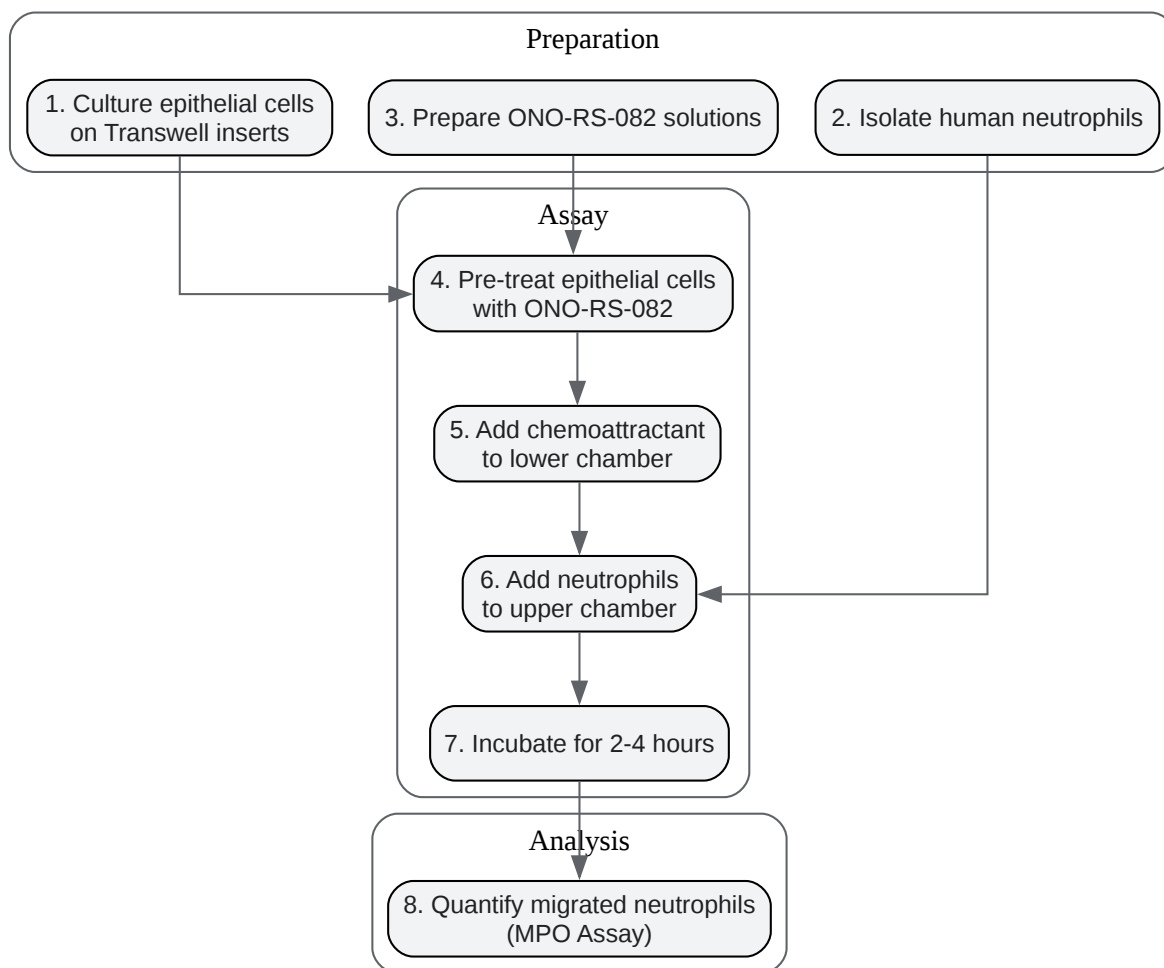 Preparation
1. Culture epithelial cells
on Transwell inserts
3. Prepare ONO-RS-082 solutions
2. Isolate human neutrophils
Assay
4. Pre-treat epithelial cells
with ONO-RS-082
5. Add chemoattractant
to lower chamber
6. Add neutrophils
to upper chamber
7. Incubate for 2-4 hours
Analysis
8. Quantify migrated neutrophils
(MPO Assay)